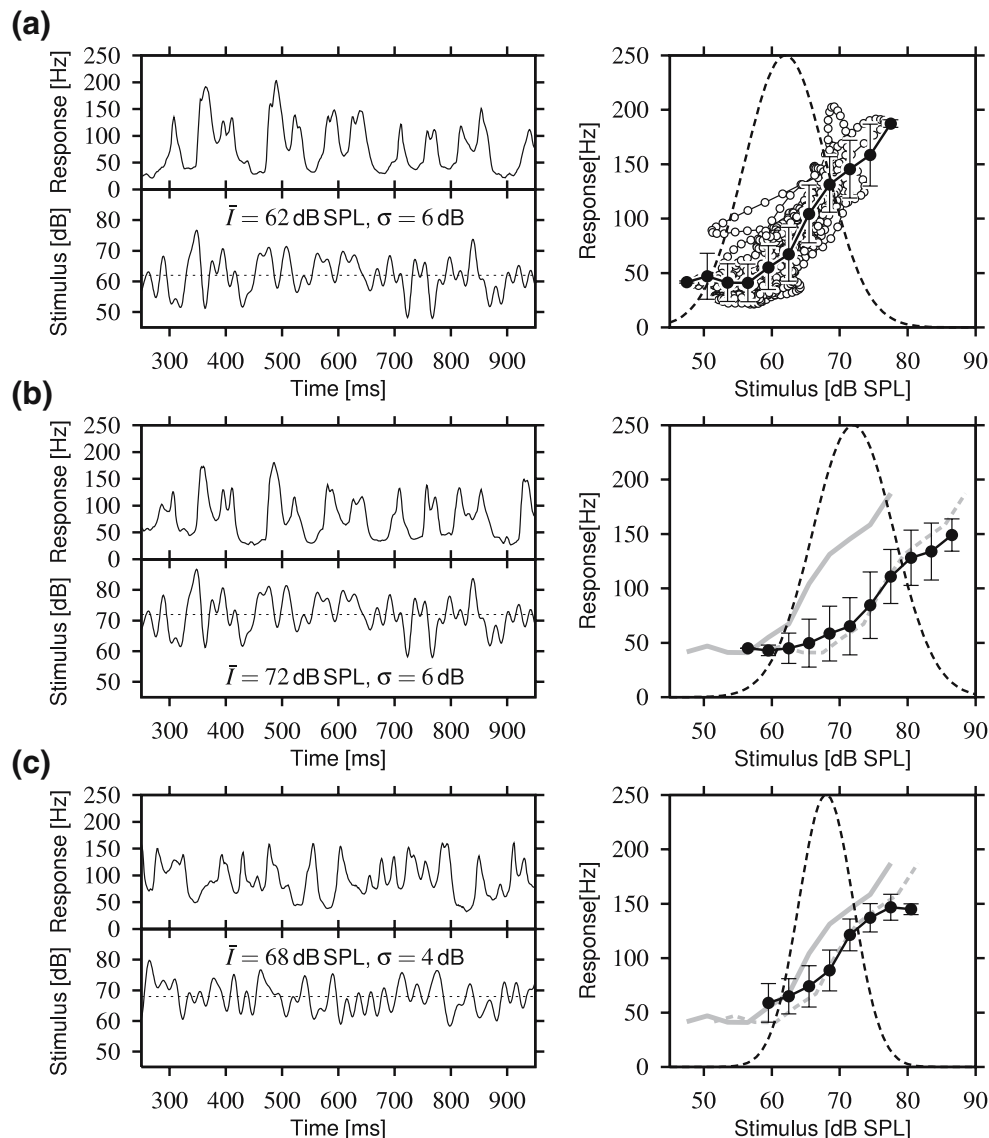 (a)
Response [Hz]
250
200
150
100
50
0
Stimulus [dB]
80
70
60
50
Ī = 62 dB SPL, σ = 6 dB
300 400 500 600 700 800 900
Time [ms]
Response[Hz]
250
200
150
100
50
0
50 60 70 80 90
Stimulus [dB SPL]
(b)
Response [Hz]
250
200
150
100
50
0
Stimulus [dB]
80
70
60
50
Ī = 72 dB SPL, σ = 6 dB
300 400 500 600 700 800 900
Time [ms]
Response[Hz]
250
200
150
100
50
0
50 60 70 80 90
Stimulus [dB SPL]
(c)
Response [Hz]
250
200
150
100
50
0
Stimulus [dB]
80
70
60
50
Ī = 68 dB SPL, σ = 4 dB
300 400 500 600 700 800 900
Time [ms]
Response[Hz]
250
200
150
100
50
0
50 60 70 80 90
Stimulus [dB SPL]